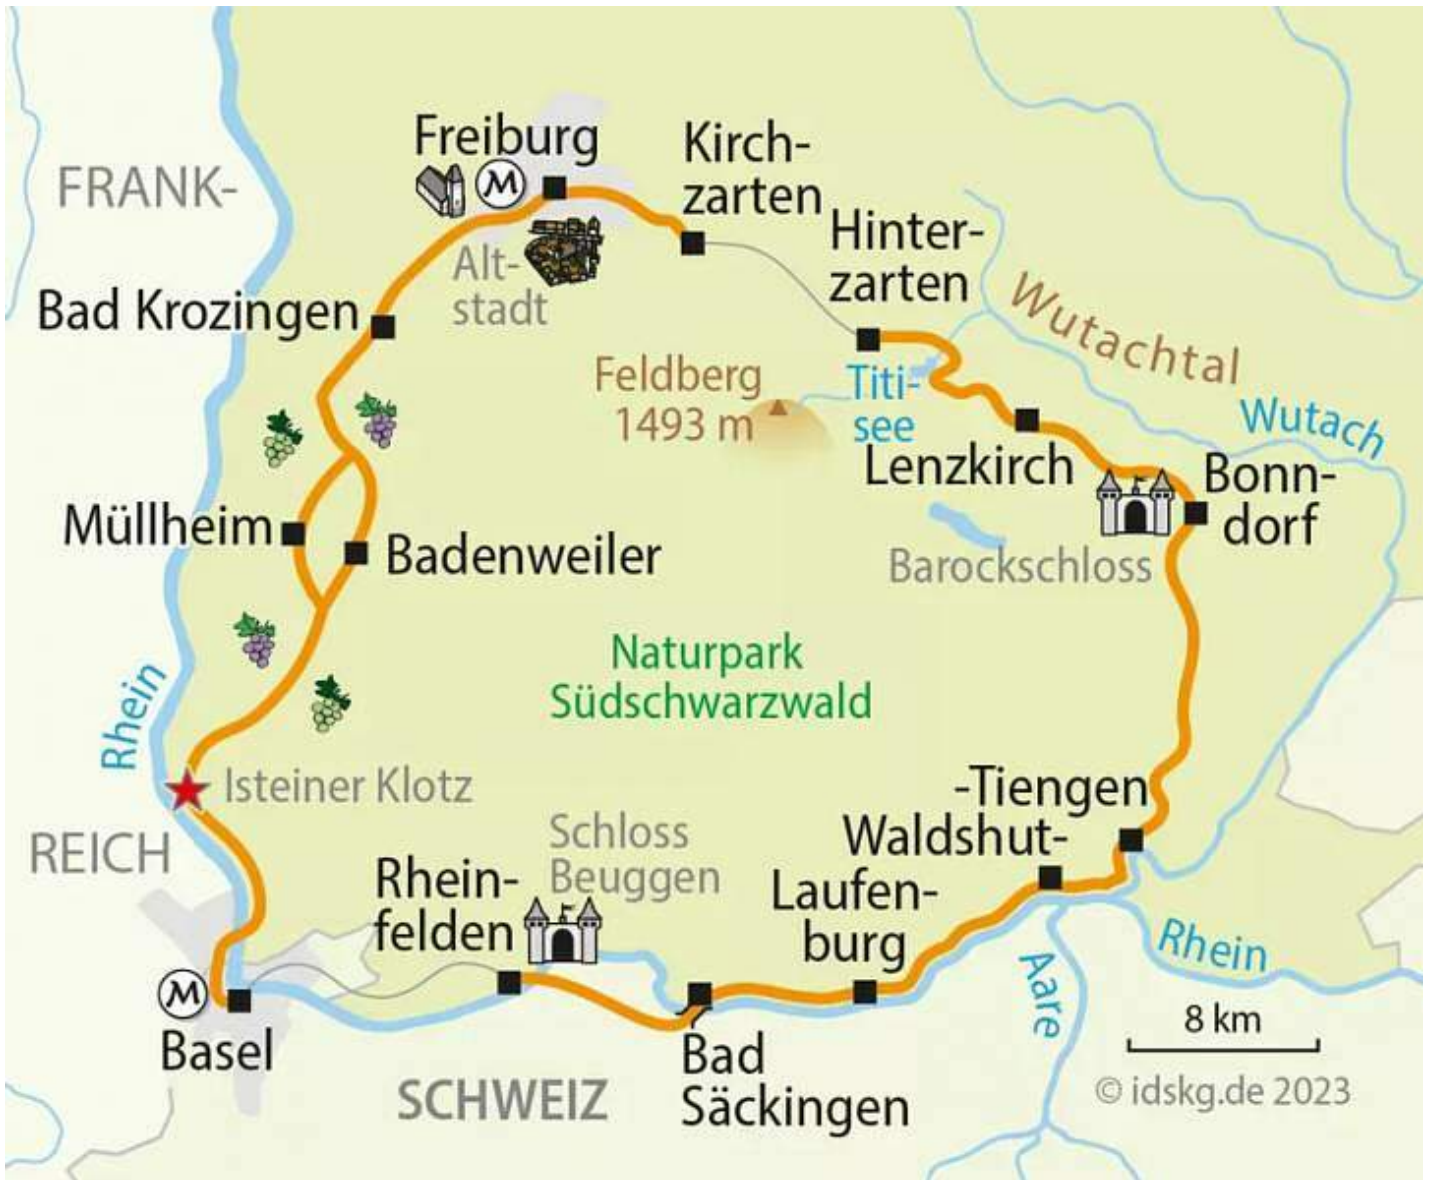 Freiburg
M
Kirch-
zarten
FRANK-
Hinter-
zarten
Alt-
stadt
Bad Krozingen
Wutachtal
Feldberg
1493 m
Titi-
see
Wutach
Lenzkirch
Bonn-
dorf
Müllheim
Badenweiler
Barockschloss
Naturpark
Südschwarzwald
Rhein
Isteiner Klotz
-Tiengen
Waldshut-
REICH
Schloss
Beuggen
Rhein-
felden
Laufen-
burg
Rhein
Aare
M
Basel
8 km
Bad
Säckingen
SCHWEIZ
© idskg.de 2023